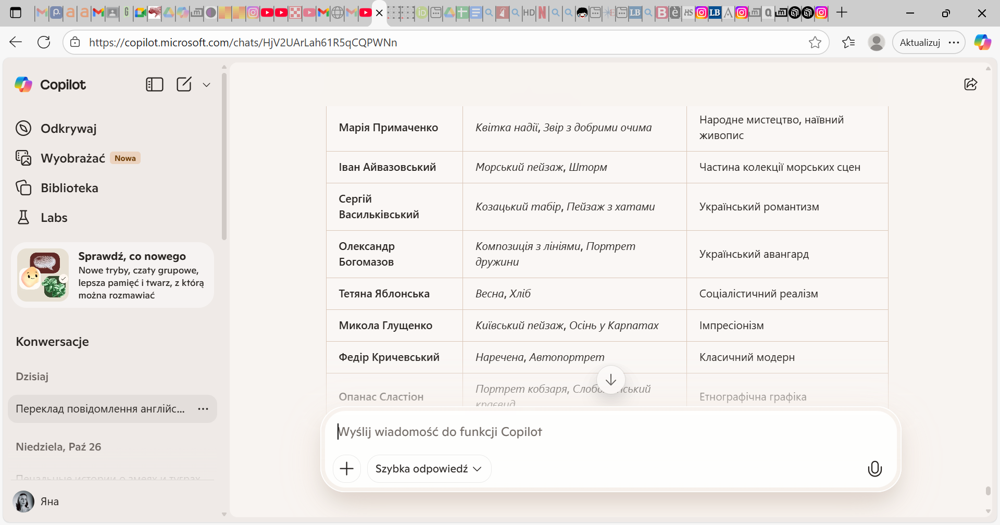 https://copilot.microsoft.com/chats/HjV2UArLah61R5qCQPWNn
Aktualizuj
Copilot
Odkrywaj
Wyobrażać Nowa
Biblioteka
Labs
Sprawdź, co nowego
Nowe tryby, czaty grupowe,
lepsza pamięć i twarz, z którą
można rozmawiać
Konwersacje
Dzisiaj
Переклад повідомлення англійс...
Niedziela, Paź 26
Печальные истории о змеях и тиграх
Яна
Марія Примаченко
Квітка надії, Звір з добрими очима
Народне мистецтво, наївний
живопис
Іван Айвазовський
Морський пейзаж, Шторм
Частина колекції морських сцен
Сергій
Васильківський
Козацький табір, Пейзаж з хатами
Український романтизм
Олександр
Богомазов
Композиція з лініями, Портрет
дружини
Український авангард
Тетяна Яблонська
Весна, Хліб
Соціалістичний реалізм
Микола Глущенко
Київський пейзаж, Осінь у Карпатах
Імпресіонізм
Федір Кричевський
Наречена, Автопортрет
Класичний модерн
Опанас Сластіон
Портрет кобзаря,
краєвид
Етнографічна графіка
Wyślij wiadomość do funkcji Copilot
Szybka odpowiedź